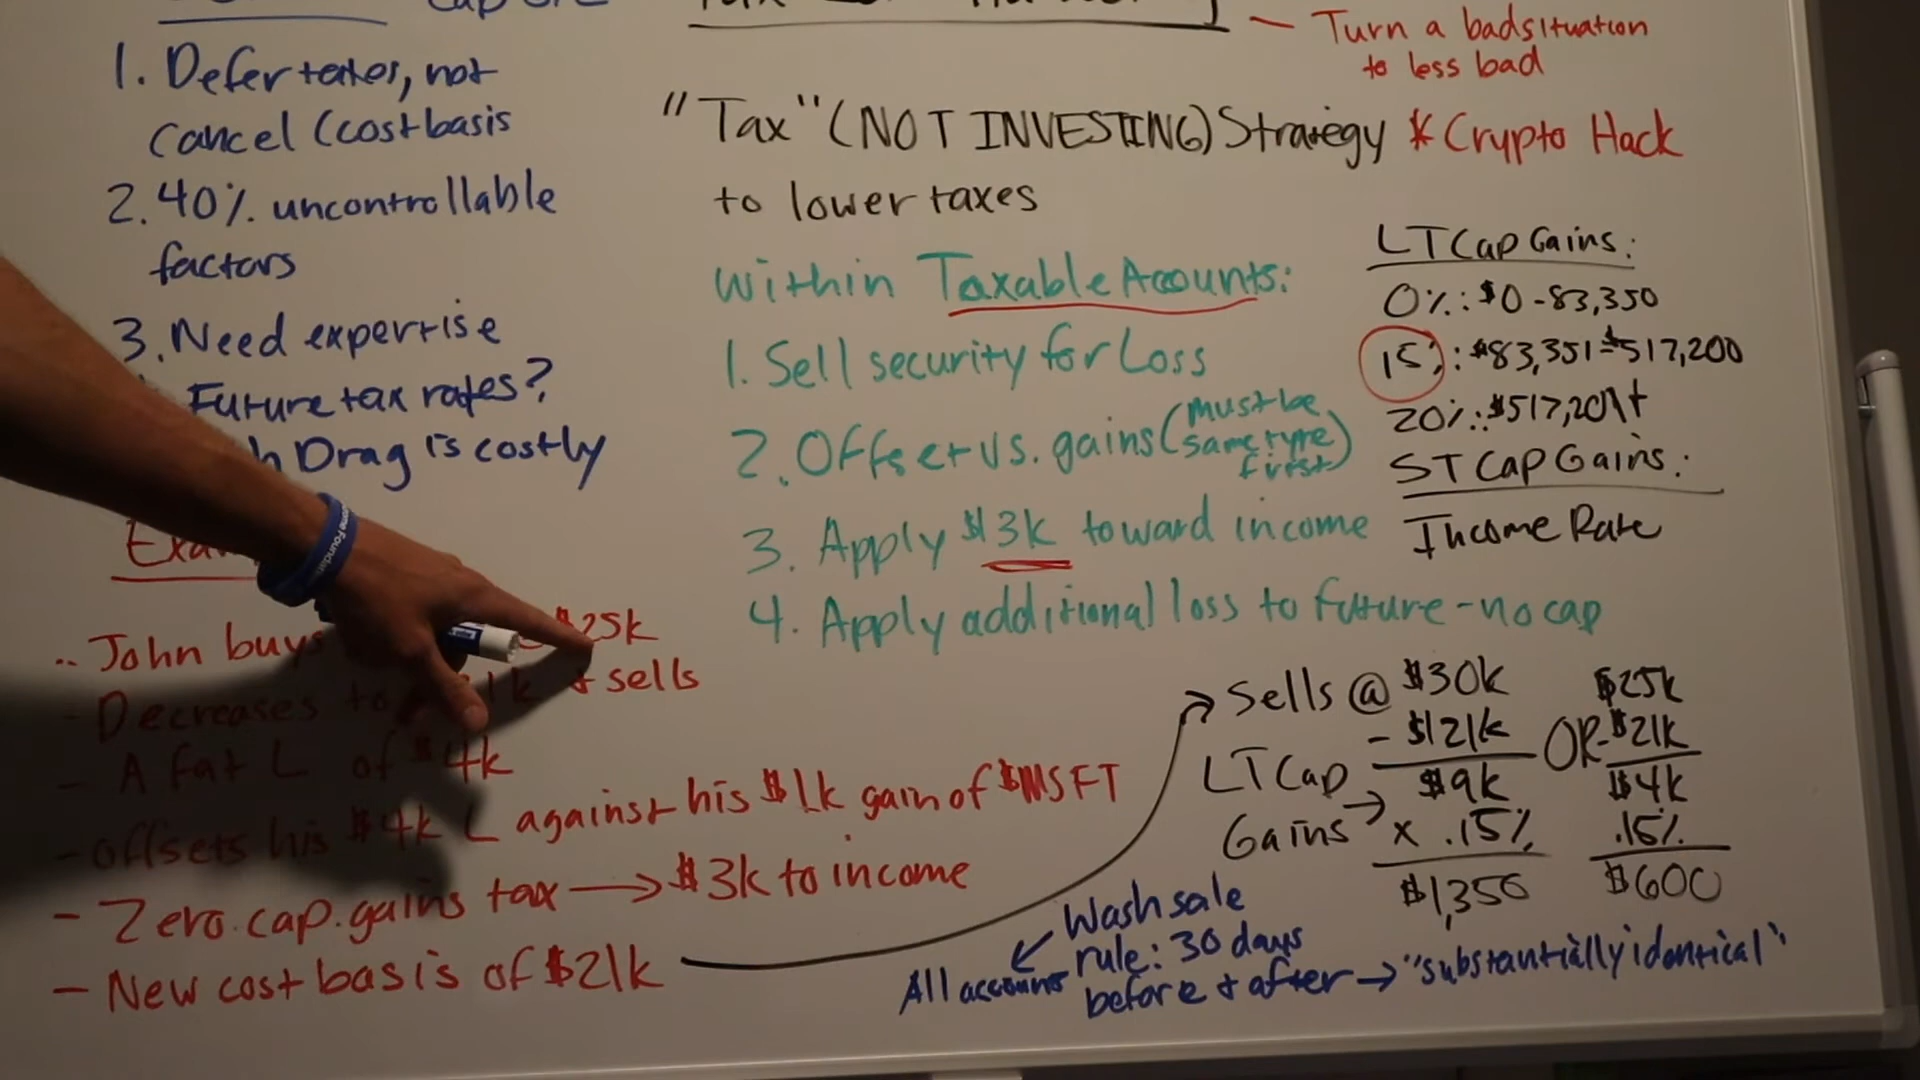 Turn a bad situation
to less bad
1. Defer taxes, not
cancel (cost basis
2. 40% uncontrollable
factors
3. Need expertise
Future tax rates?
Drag is costly
"Tax" (NOT INVESTING) Strategy * Crypto Hack
to lower taxes
Within Taxable Accounts:
1. Sell security for Loss
2. Offset vs. gains (must be
same type
first)
3. Apply $3k toward income
4. Apply additional loss to future - no cap
LT Cap Gains:
0%: $0-83,350
15%: $83,351-$517,200
20%: $517,201+
ST Cap Gains:
Income Rate
John buys $25k
- Decreases to & sells
- A fat L of $4k
- Offsets his $4k L against his $1k gain of $MSFT
- Zero cap. gains tax → $3k to income
- New cost basis of $21k
Sells @ $30k
- $21k
LT Cap $9k
Gains → x .15%
$1,350
OR
$25k
- $21k
$4k
.15%
$600
Wash sale
rule: 30 days
All accounts before + after → "substantially identical"